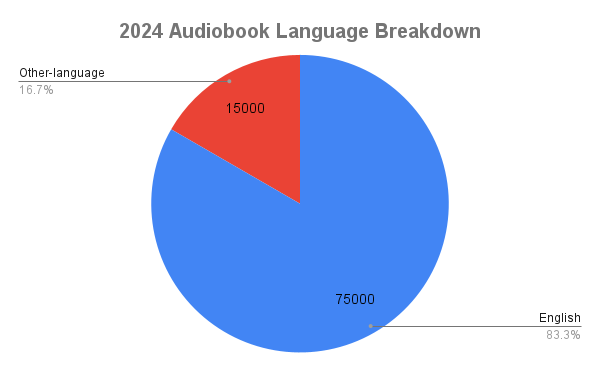 2024 Audiobook Language Breakdown
Other-language
16.7%
15000
75000
English
83.3%